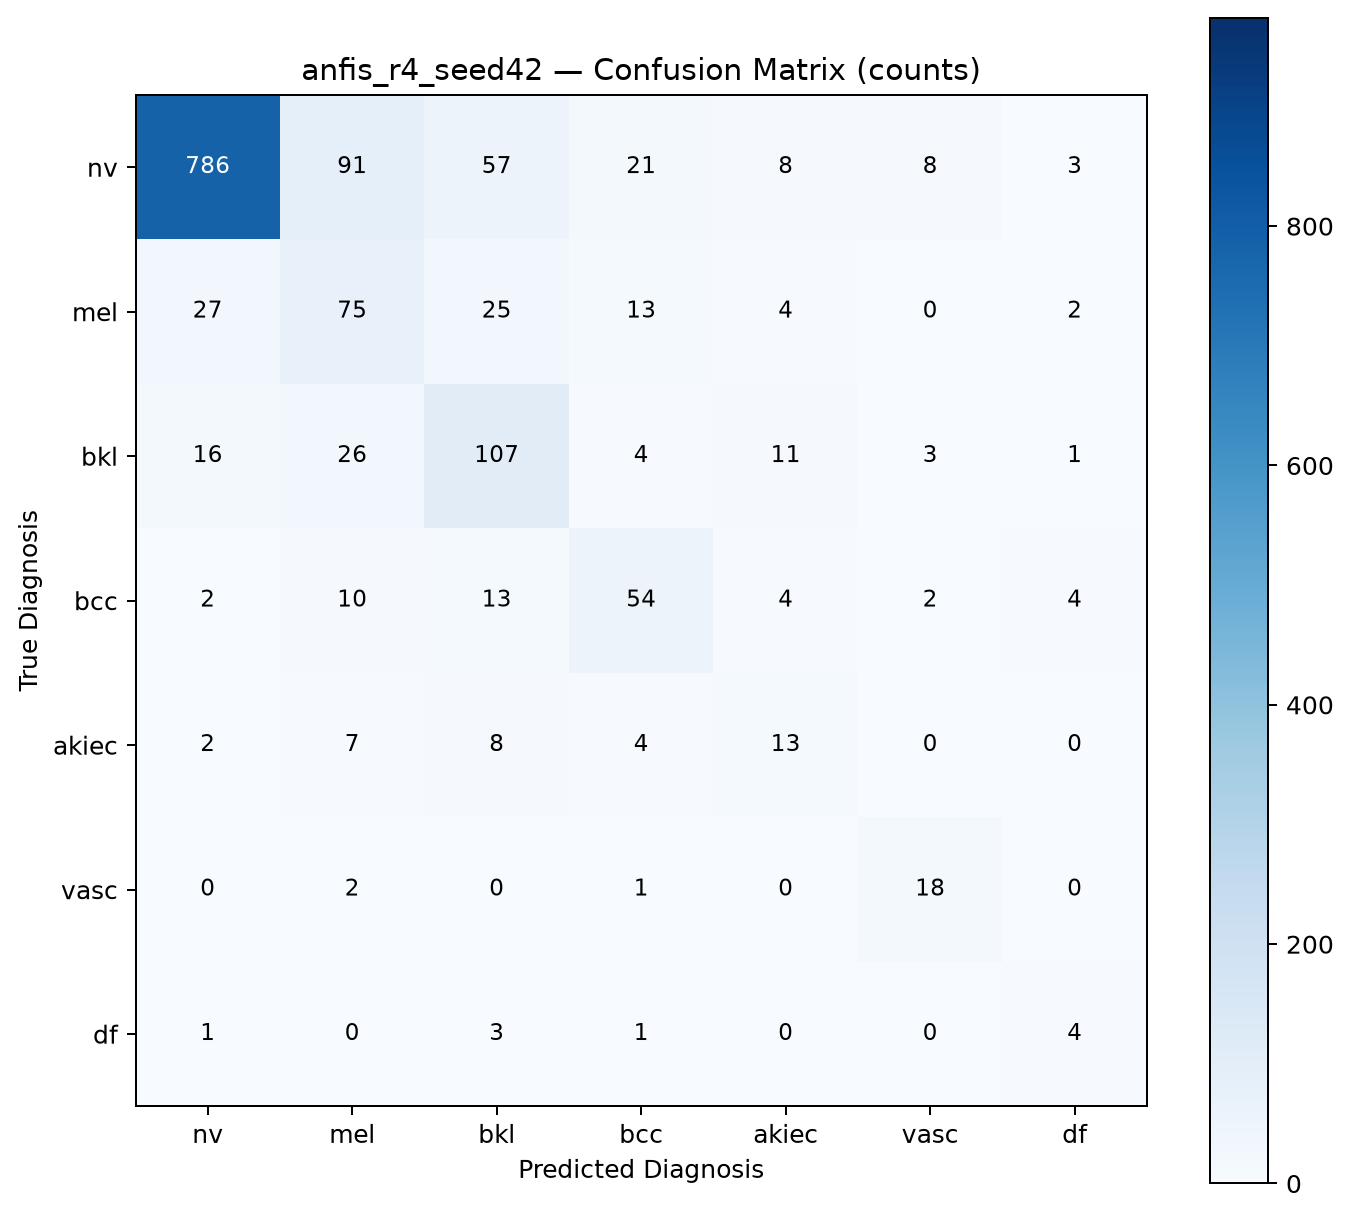 anfis_r4_seed42 — Confusion Matrix (counts)
nv 786 91 57 21 8 8 3
mel 27 75 25 13 4 0 2
bkl 16 26 107 4 11 3 1
bcc 2 10 13 54 4 2 4
akiec 2 7 8 4 13 0 0
vasc 0 2 0 1 0 18 0
df 1 0 3 1 0 0 4
nv mel bkl bcc akiec vasc df
Predicted Diagnosis
True Diagnosis
800
600
400
200
0